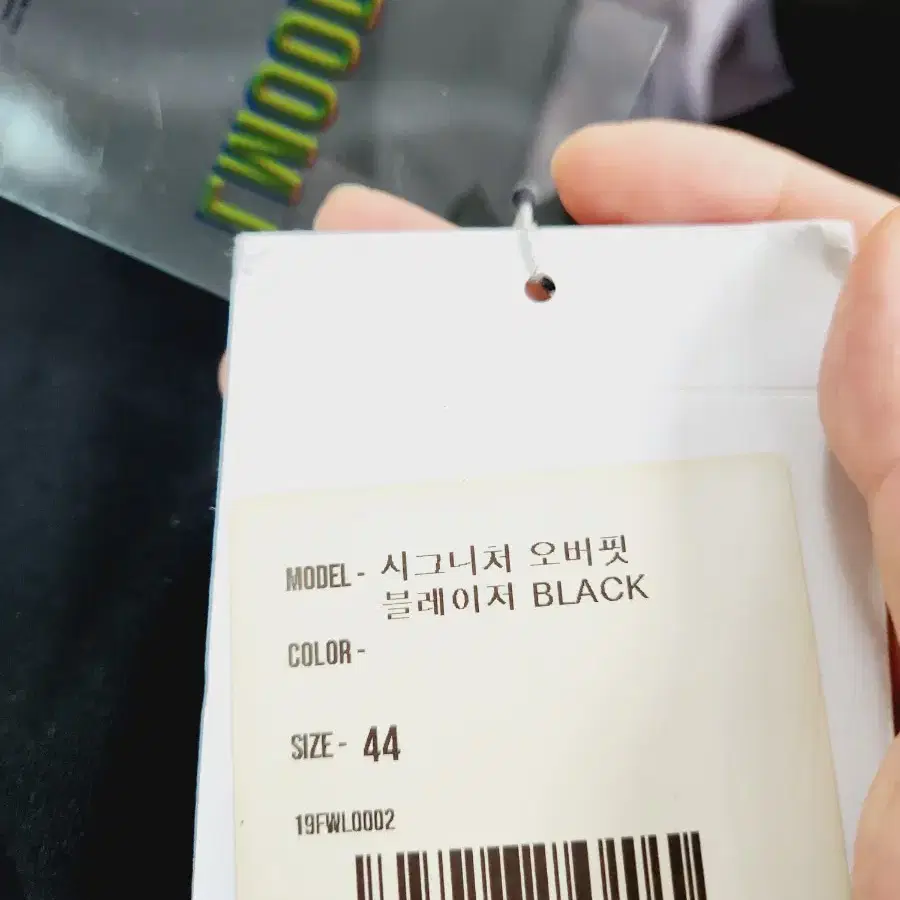 MODEL - 시그니처 오버핏
블레이저 BLACK
COLOR -
SIZE - 44
19FWL0002